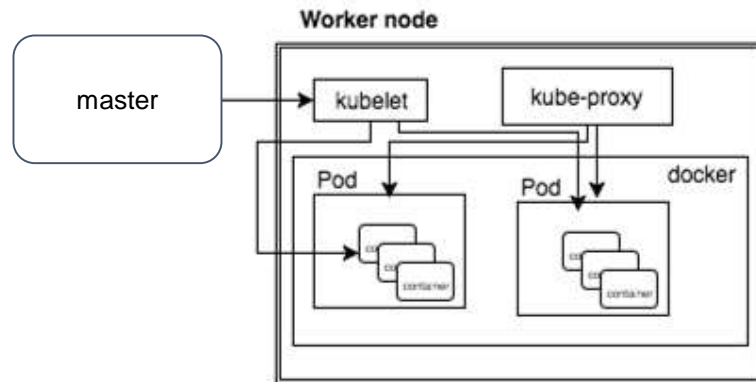 Worker node
master
kubelet
kube-proxy
docker
Pod
Pod
container
container